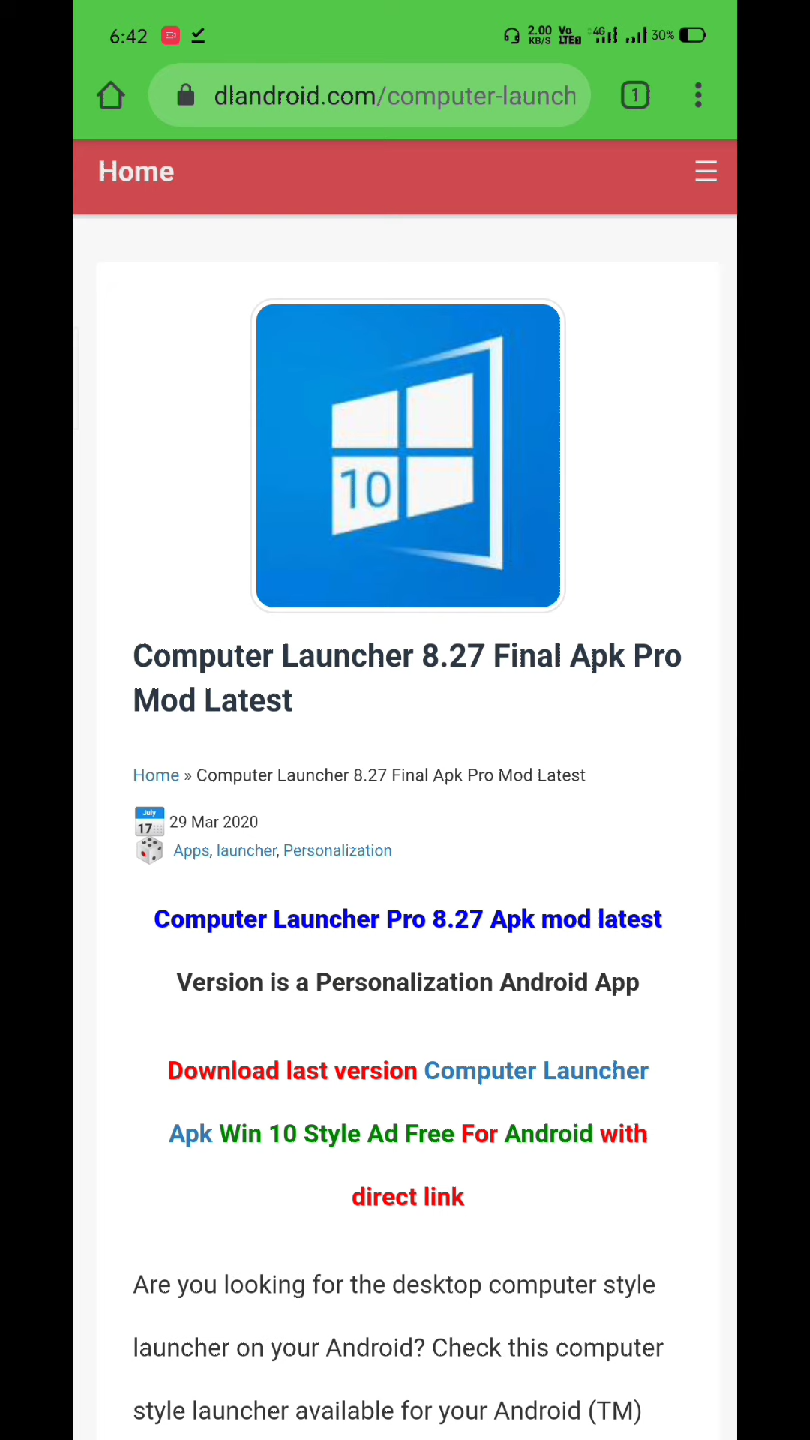 6:42 2.00 KB/S Vo LTE2 4G 30%
dlandroid.com/computer-launch 1
Home
10
Computer Launcher 8.27 Final Apk Pro
Mod Latest
Home » Computer Launcher 8.27 Final Apk Pro Mod Latest
July
17
29 Mar 2020
Apps, launcher, Personalization
Computer Launcher Pro 8.27 Apk mod latest
Version is a Personalization Android App
Download last version Computer Launcher
Apk Win 10 Style Ad Free For Android with
direct link
Are you looking for the desktop computer style
launcher on your Android? Check this computer
style launcher available for your Android (TM)